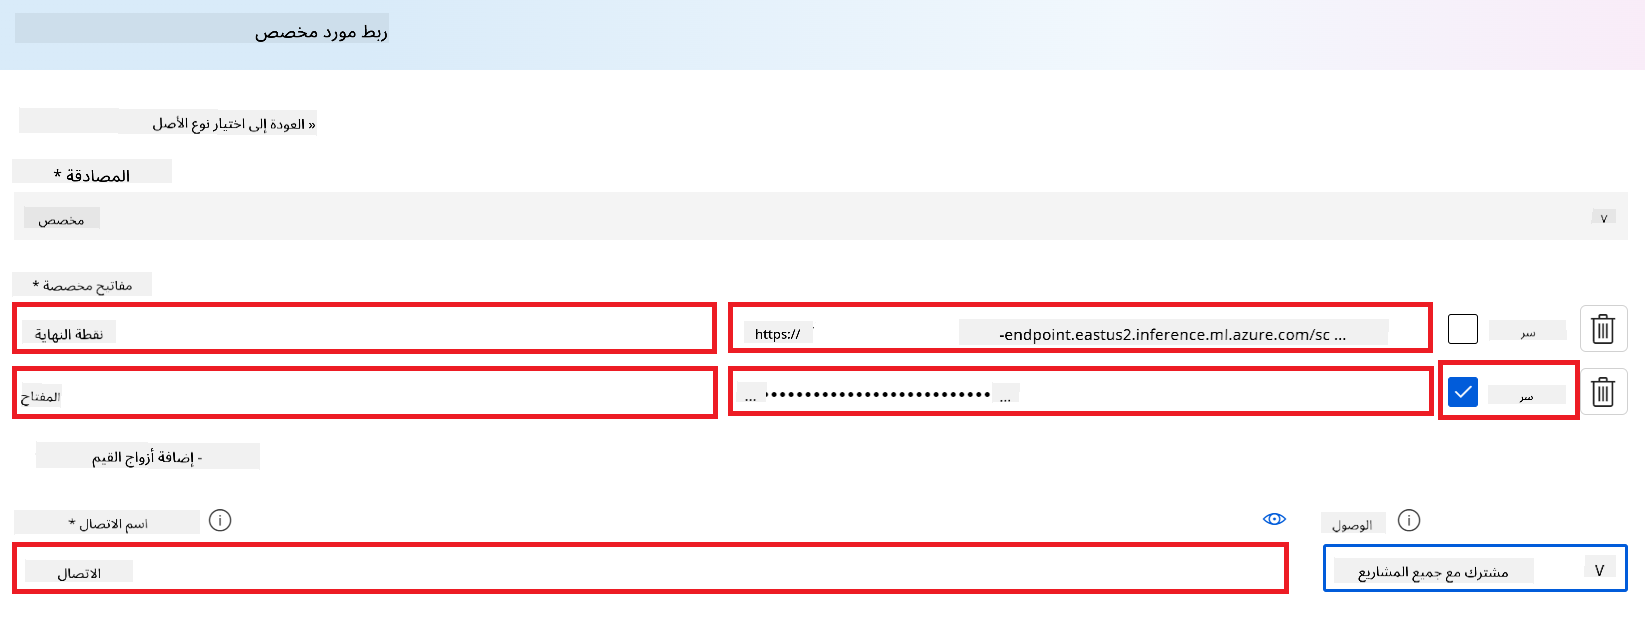 ربط مورد مخصص
» العودة إلى اختيار نوع الأصل
المصادقة *
مخصص
مفاتيح مخصصة *
نقطة النهاية https:// -endpoint.eastus2.inference.ml.azure.com/sc ... سر
المفتاح ... •••••••••••••••••••••••••• ... سر
- إضافة أزواج القيم
اسم الاتصال * الوصول
الاتصال مشترك مع جميع المشاريع